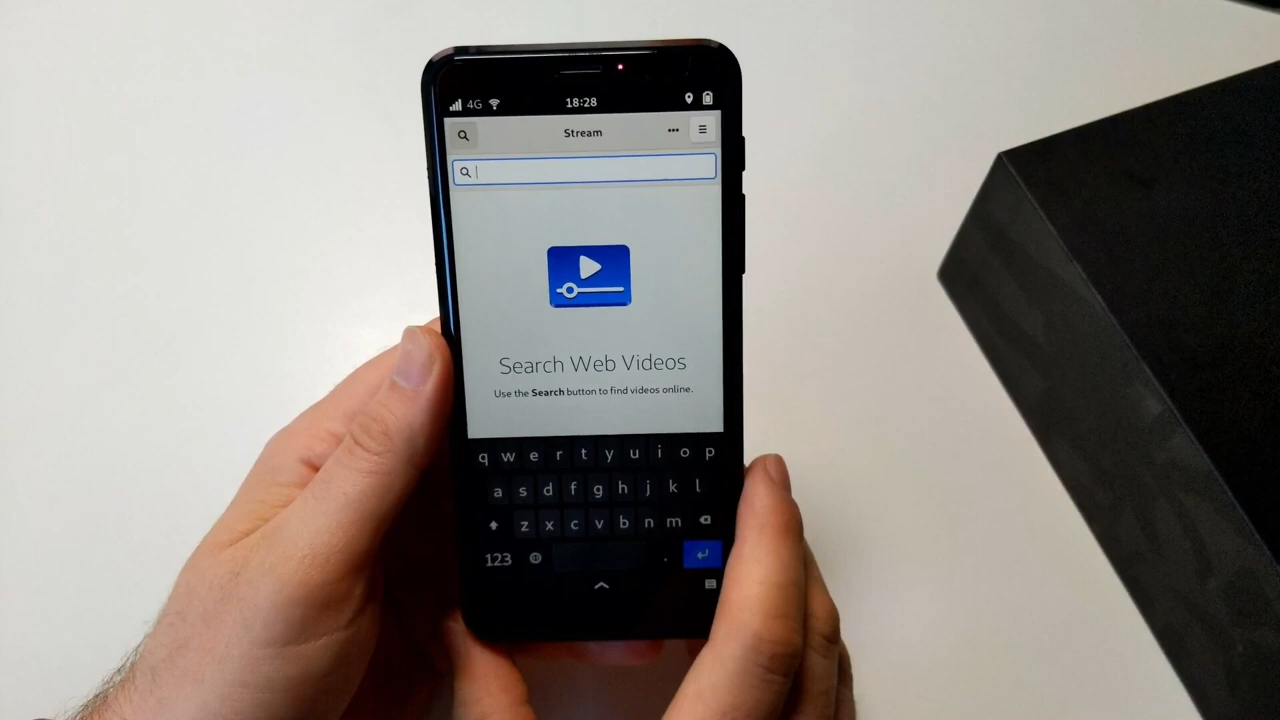 4G 18:28
Stream
Search Web Videos
Use the Search button to find videos online.
q w e r t y u i o p
a s d f g h j k l
z x c v b n m
123 .